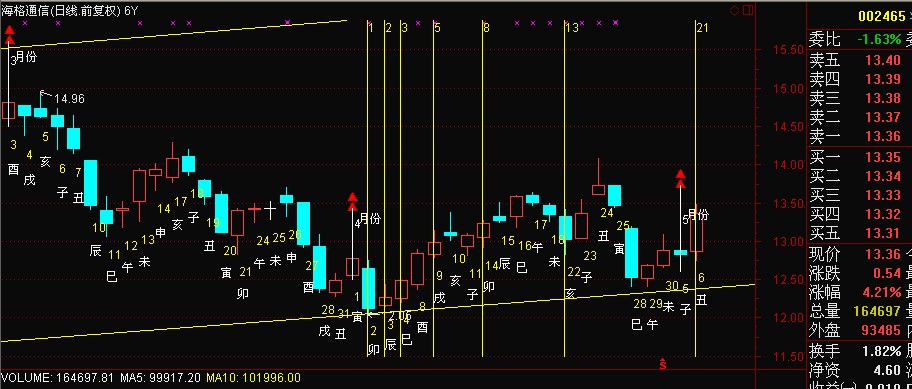 海格通信(日线.前复权) 6Y
002465
1 2 3 5 8 13 21
3月份
14.96
4月份
5月份
12.06
3 4 5 6 7 10 11 12 13 14 17 18 19 20 21 24 25 26 27 28 31 1 2 3 4 8 9 10 11 14 15 16 17 18 22 23 24 25 28 29 30 5 6
酉 戌 亥 子 丑 辰 巳 午 未 申 亥 子 丑 寅 卯 午 未 申 酉 戌 丑 寅 卯 辰 巳 酉 戌 亥 子 卯 辰 巳 午 未 亥 子 丑 寅 巳 午 未 子 丑
15.50
15.00
14.50
14.00
13.50
13.00
12.50
12.00
11.50
委比 -1.63%
卖五 13.40
卖四 13.39
卖三 13.38
卖二 13.37
卖一 13.36
买一 13.35
买二 13.34
买三 13.33
买四 13.32
买五 13.31
现价 13.36
涨跌 0.54
涨幅 4.21%
总量 164697
外盘 93485
换手 1.82%
净资 4.60
VOLUME: 164697.81 MA5: 99917.20 MA10: 101996.00